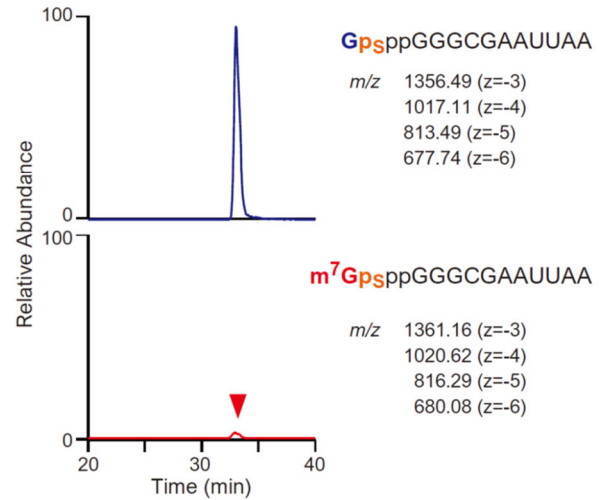 100
GpSppGGGCGAAUUAA
m/z 1356.49 (z=-3)
1017.11 (z=-4)
813.49 (z=-5)
677.74 (z=-6)
0
Relative Abundance
100
m⁷GpSppGGGCGAAUUAA
m/z 1361.16 (z=-3)
1020.62 (z=-4)
816.29 (z=-5)
680.08 (z=-6)
0
20 30 40
Time (min)